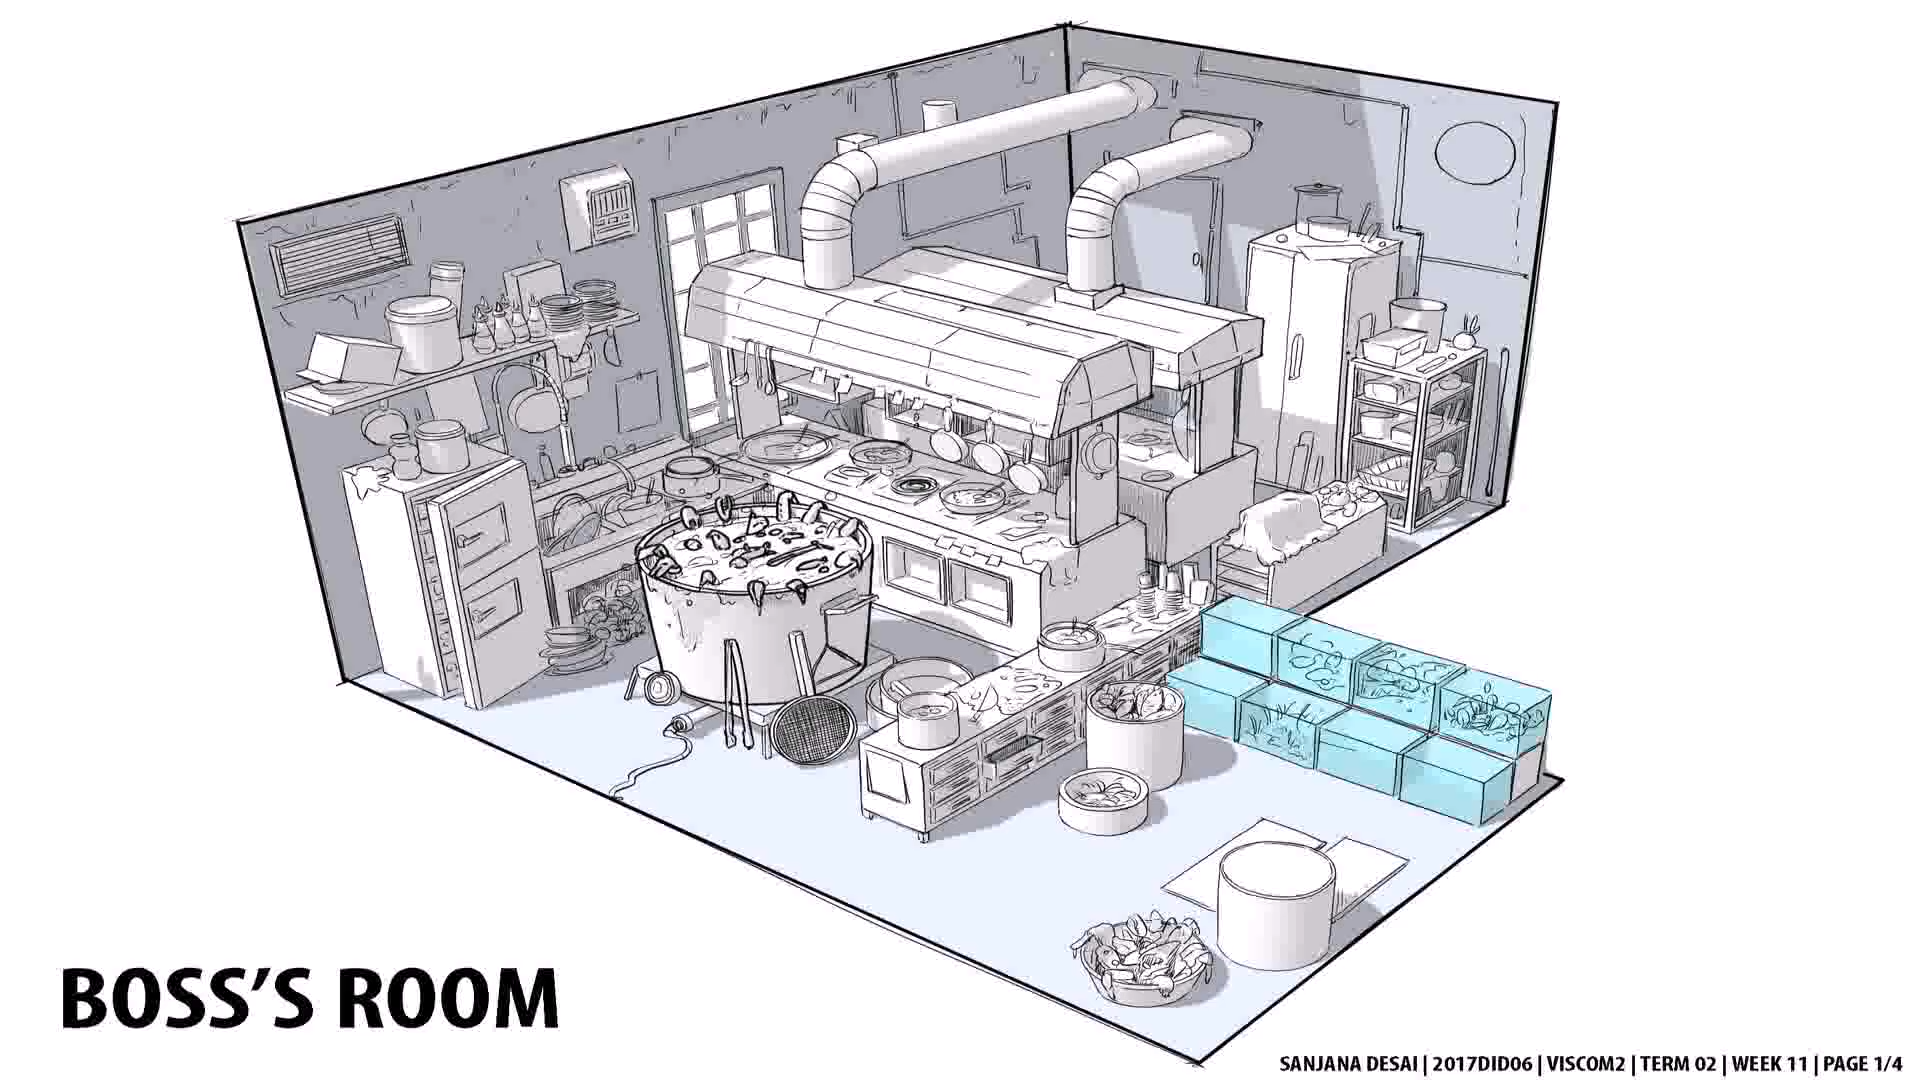 BOSS'S ROOM
SANJANA DESAI | 2017DID06 | VISCOM2 | TERM 02 | WEEK 11 | PAGE 1/4